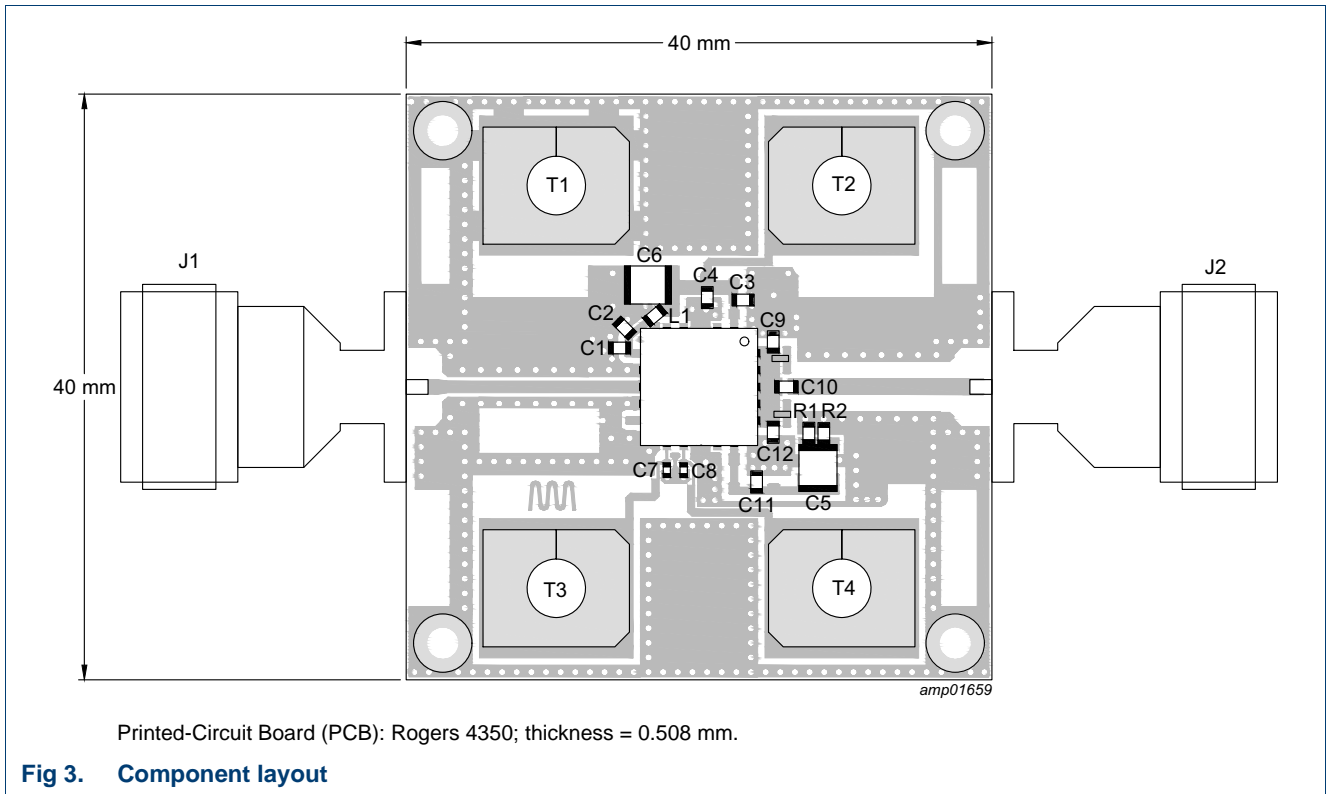 40 mm
T1
T2
J1
C6
C4
C3
J2
C2
L1
C9
C1
40 mm
C10
R1 R2
C12
C7
C8
C11
C5
T3
T4
amp01659
Printed-Circuit Board (PCB): Rogers 4350; thickness = 0.508 mm.
Fig 3. Component layout